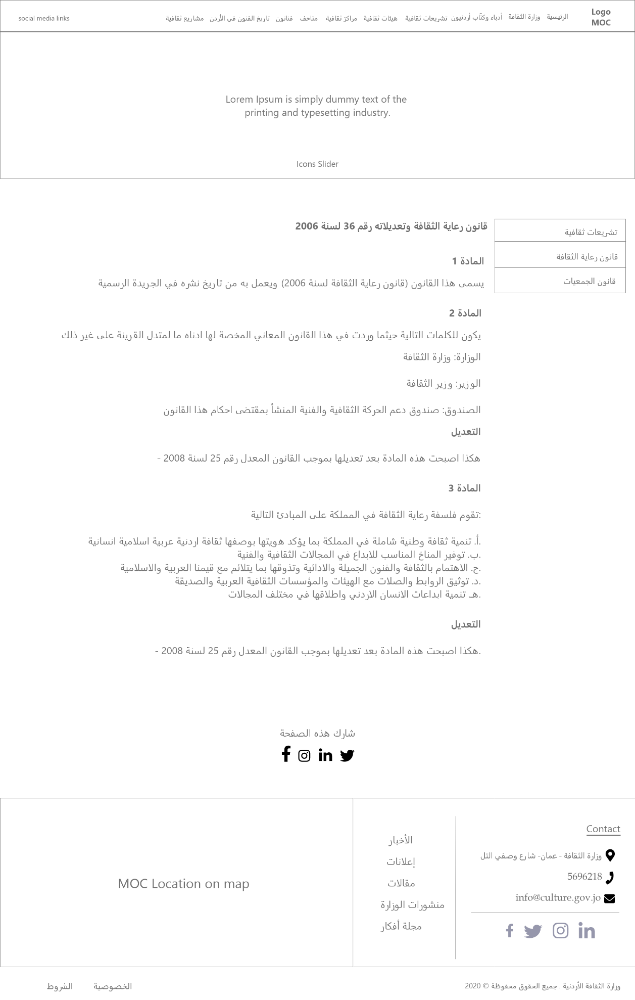 Logo
MOC
الرئيسية
وزارة الثقافة
أدباء وكتّاب أردنيون
تشريعات ثقافية
هيئات ثقافية
مراكز ثقافية
متاحف
فنانون
تاريخ الفنون في الأردن
مشاريع ثقافية
social media links
Lorem Ipsum is simply dummy text of the
printing and typesetting industry.
Icons Slider
تشريعات ثقافية
قانون رعاية الثقافة
قانون الجمعيات
قانون رعاية الثقافة وتعديلاته رقم 36 لسنة 2006
المادة 1
يسمى هذا القانون (قانون رعاية الثقافة لسنة 2006) ويعمل به من تاريخ نشره في الجريدة الرسمية
المادة 2
يكون للكلمات التالية حيثما وردت في هذا القانون المعاني المخصة لها ادناه ما لمتدل القرينة على غير ذلك
الوزارة: وزارة الثقافة
الوزير: وزير الثقافة
الصندوق: صندوق دعم الحركة الثقافية والفنية المنشأ بمقتضى احكام هذا القانون
التعديل
هكذا اصبحت هذه المادة بعد تعديلها بموجب القانون المعدل رقم 25 لسنة 2008 -
المادة 3
:تقوم فلسفة رعاية الثقافة في المملكة على المبادئ التالية
.أ. تنمية ثقافة وطنية شاملة في المملكة بما يؤكد هويتها بوصفها ثقافة اردنية عربية اسلامية انسانية
.ب. توفير المناخ المناسب للابداع في المجالات الثقافية والفنية
.ج. الاهتمام بالثقافة والفنون الجميلة والادائية وتذوقها بما يتلائم مع قيمنا العربية والاسلامية
.د. توثيق الروابط والصلات مع الهيئات والمؤسسات الثقافية العربية والصديقة
.هـ. تنمية ابداعات الانسان الاردني واطلاقها في مختلف المجالات
التعديل
.هكذا اصبحت هذه المادة بعد تعديلها بموجب القانون المعدل رقم 25 لسنة 2008 -
شارك هذه الصفحة
Contact
وزارة الثقافة - عمان- شارع وصفي التل
5696218
info@culture.gov.jo
الأخبار
إعلانات
مقالات
منشورات الوزارة
مجلة أفكار
MOC Location on map
وزارة الثقافة الأردنية . جميع الحقوق محفوظة © 2020
الخصوصية
الشروط